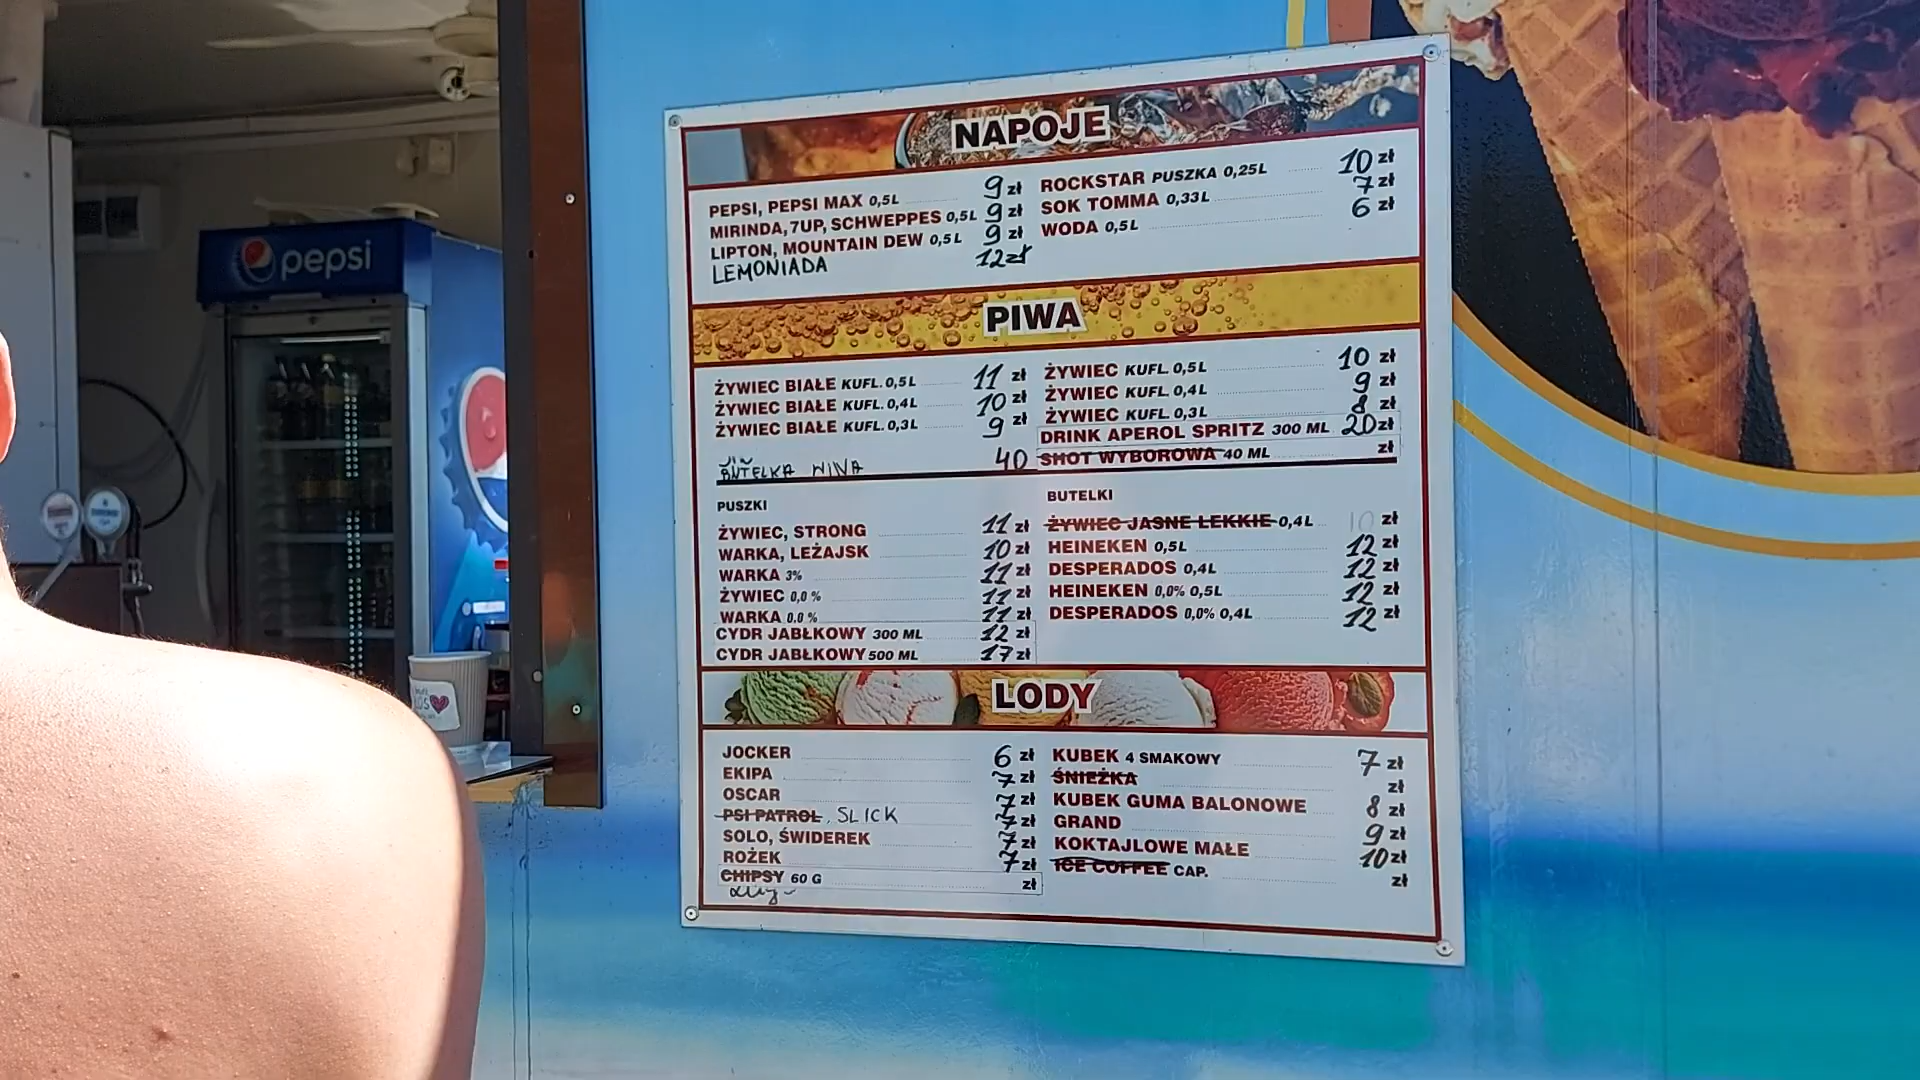 pepsi
NAPOJE
PEPSI, PEPSI MAX 0,5L 9 zł
MIRINDA, 7UP, SCHWEPPES 0,5L 9 zł
LIPTON, MOUNTAIN DEW 0,5L 9 zł
LEMONIADA 12zł
ROCKSTAR PUSZKA 0,25L 10 zł
SOK TOMMA 0,33L 7 zł
WODA 0,5L 6 zł
PIWA
ŻYWIEC BIAŁE KUFL. 0,5L 11 zł
ŻYWIEC BIAŁE KUFL. 0,4L 10 zł
ŻYWIEC BIAŁE KUFL. 0,3L 9 zł
BUTELKA WINA 40
ŻYWIEC KUFL. 0,5L 10 zł
ŻYWIEC KUFL. 0,4L 9 zł
ŻYWIEC KUFL. 0,3L 8 zł
DRINK APEROL SPRITZ 300 ML 20 zł
SHOT WYBOROWA 40 ML zł
PUSZKI
ŻYWIEC, STRONG 11 zł
WARKA, LEŻAJSK 10 zł
WARKA 3% 11 zł
ŻYWIEC 0,0 % 11 zł
WARKA 0.0 % 11 zł
CYDR JABŁKOWY 300 ML 12 zł
CYDR JABŁKOWY 500 ML 17 zł
BUTELKI
ŻYWIEC JASNE LEKKIE 0,4L 10 zł
HEINEKEN 0,5L 12 zł
DESPERADOS 0,4L 12 zł
HEINEKEN 0,0% 0,5L 12 zł
DESPERADOS 0,0% 0,4L 12 zł
LODY
JOCKER 6 zł
EKIPA 7 zł
OSCAR 7 zł
PSI PATROL, SLICK 7 zł
SOLO, ŚWIDEREK 7 zł
ROŻEK 7 zł
CHIPSY 60 G zł
KUBEK 4 SMAKOWY 7 zł
ŚNIEŻKA zł
KUBEK GUMA BALONOWE 8 zł
GRAND 9 zł
KOKTAJLOWE MAŁE 10 zł
ICE COFFEE CAP. zł